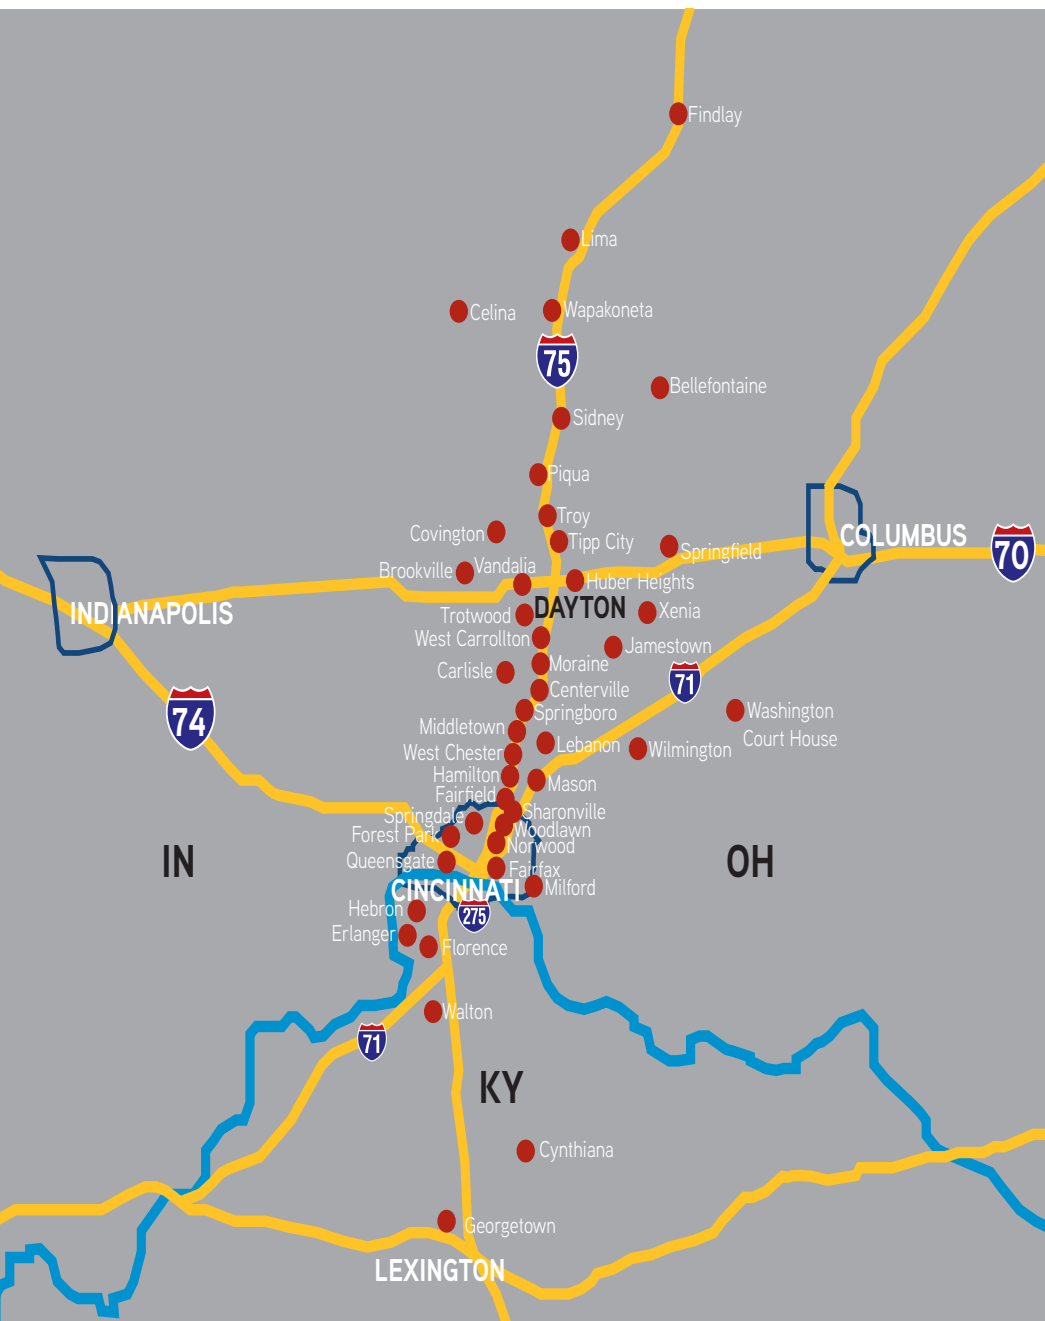 Findlay
Lima
Celina
Wapakoneta
75
Bellefontaine
Sidney
Piqua
Troy
Covington
Tipp City
COLUMBUS
Springfield
70
Brookville
Vandalia
Huber Heights
INDIANAPOLIS
Trotwood
DAYTON
Xenia
West Carrollton
Jamestown
Carlisle
Moraine
71
Centerville
74
Springboro
Washington
Court House
Middletown
Lebanon
Wilmington
West Chester
Hamilton
Mason
Fairfield
Springdale
Sharonville
Forest Park
Woodlawn
Norwood
Queensgate
Fairfax
IN
OH
CINCINNATI
Milford
Hebron
275
Erlanger
Florence
Walton
71
KY
Cynthiana
Georgetown
LEXINGTON